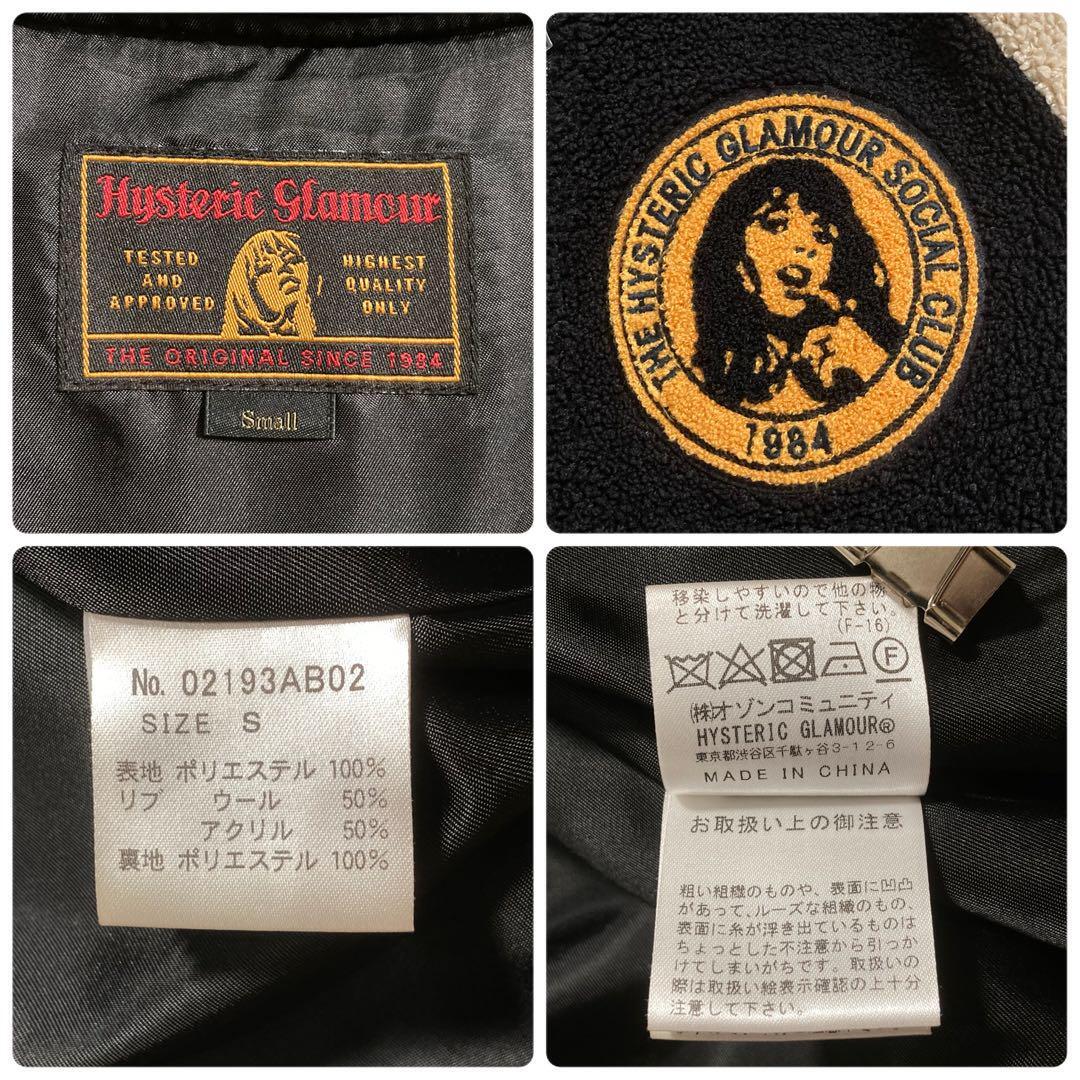 Hysteric Glamour
TESTED
AND
APPROVED
HIGHEST
QUALITY
ONLY
THE ORIGINAL SINCE 1984
Small
THE HYSTERIC GLAMOUR SOCIAL CLUB
1984
No. 02193AB02
SIZE S
表地 ポリエステル 100%
リブ ウール 50%
アクリル 50%
裏地 ポリエステル 100%
移染しやすいので他の物
と分けて洗濯して下さい。
(F-16)
F
(株)オゾンコミュニティ
HYSTERIC GLAMOUR®
東京都渋谷区千駄ヶ谷3-12-6
MADE IN CHINA
お取扱い上の御注意
粗い組織のものや、表面に凹凸
があって、ルーズな組織のもの、
表面に糸が浮き出ているものは
ちょっとした不注意から引っか
けてしまいがちです。取扱いの
際は取扱い絵表示確認の上十分
注意して下さい。